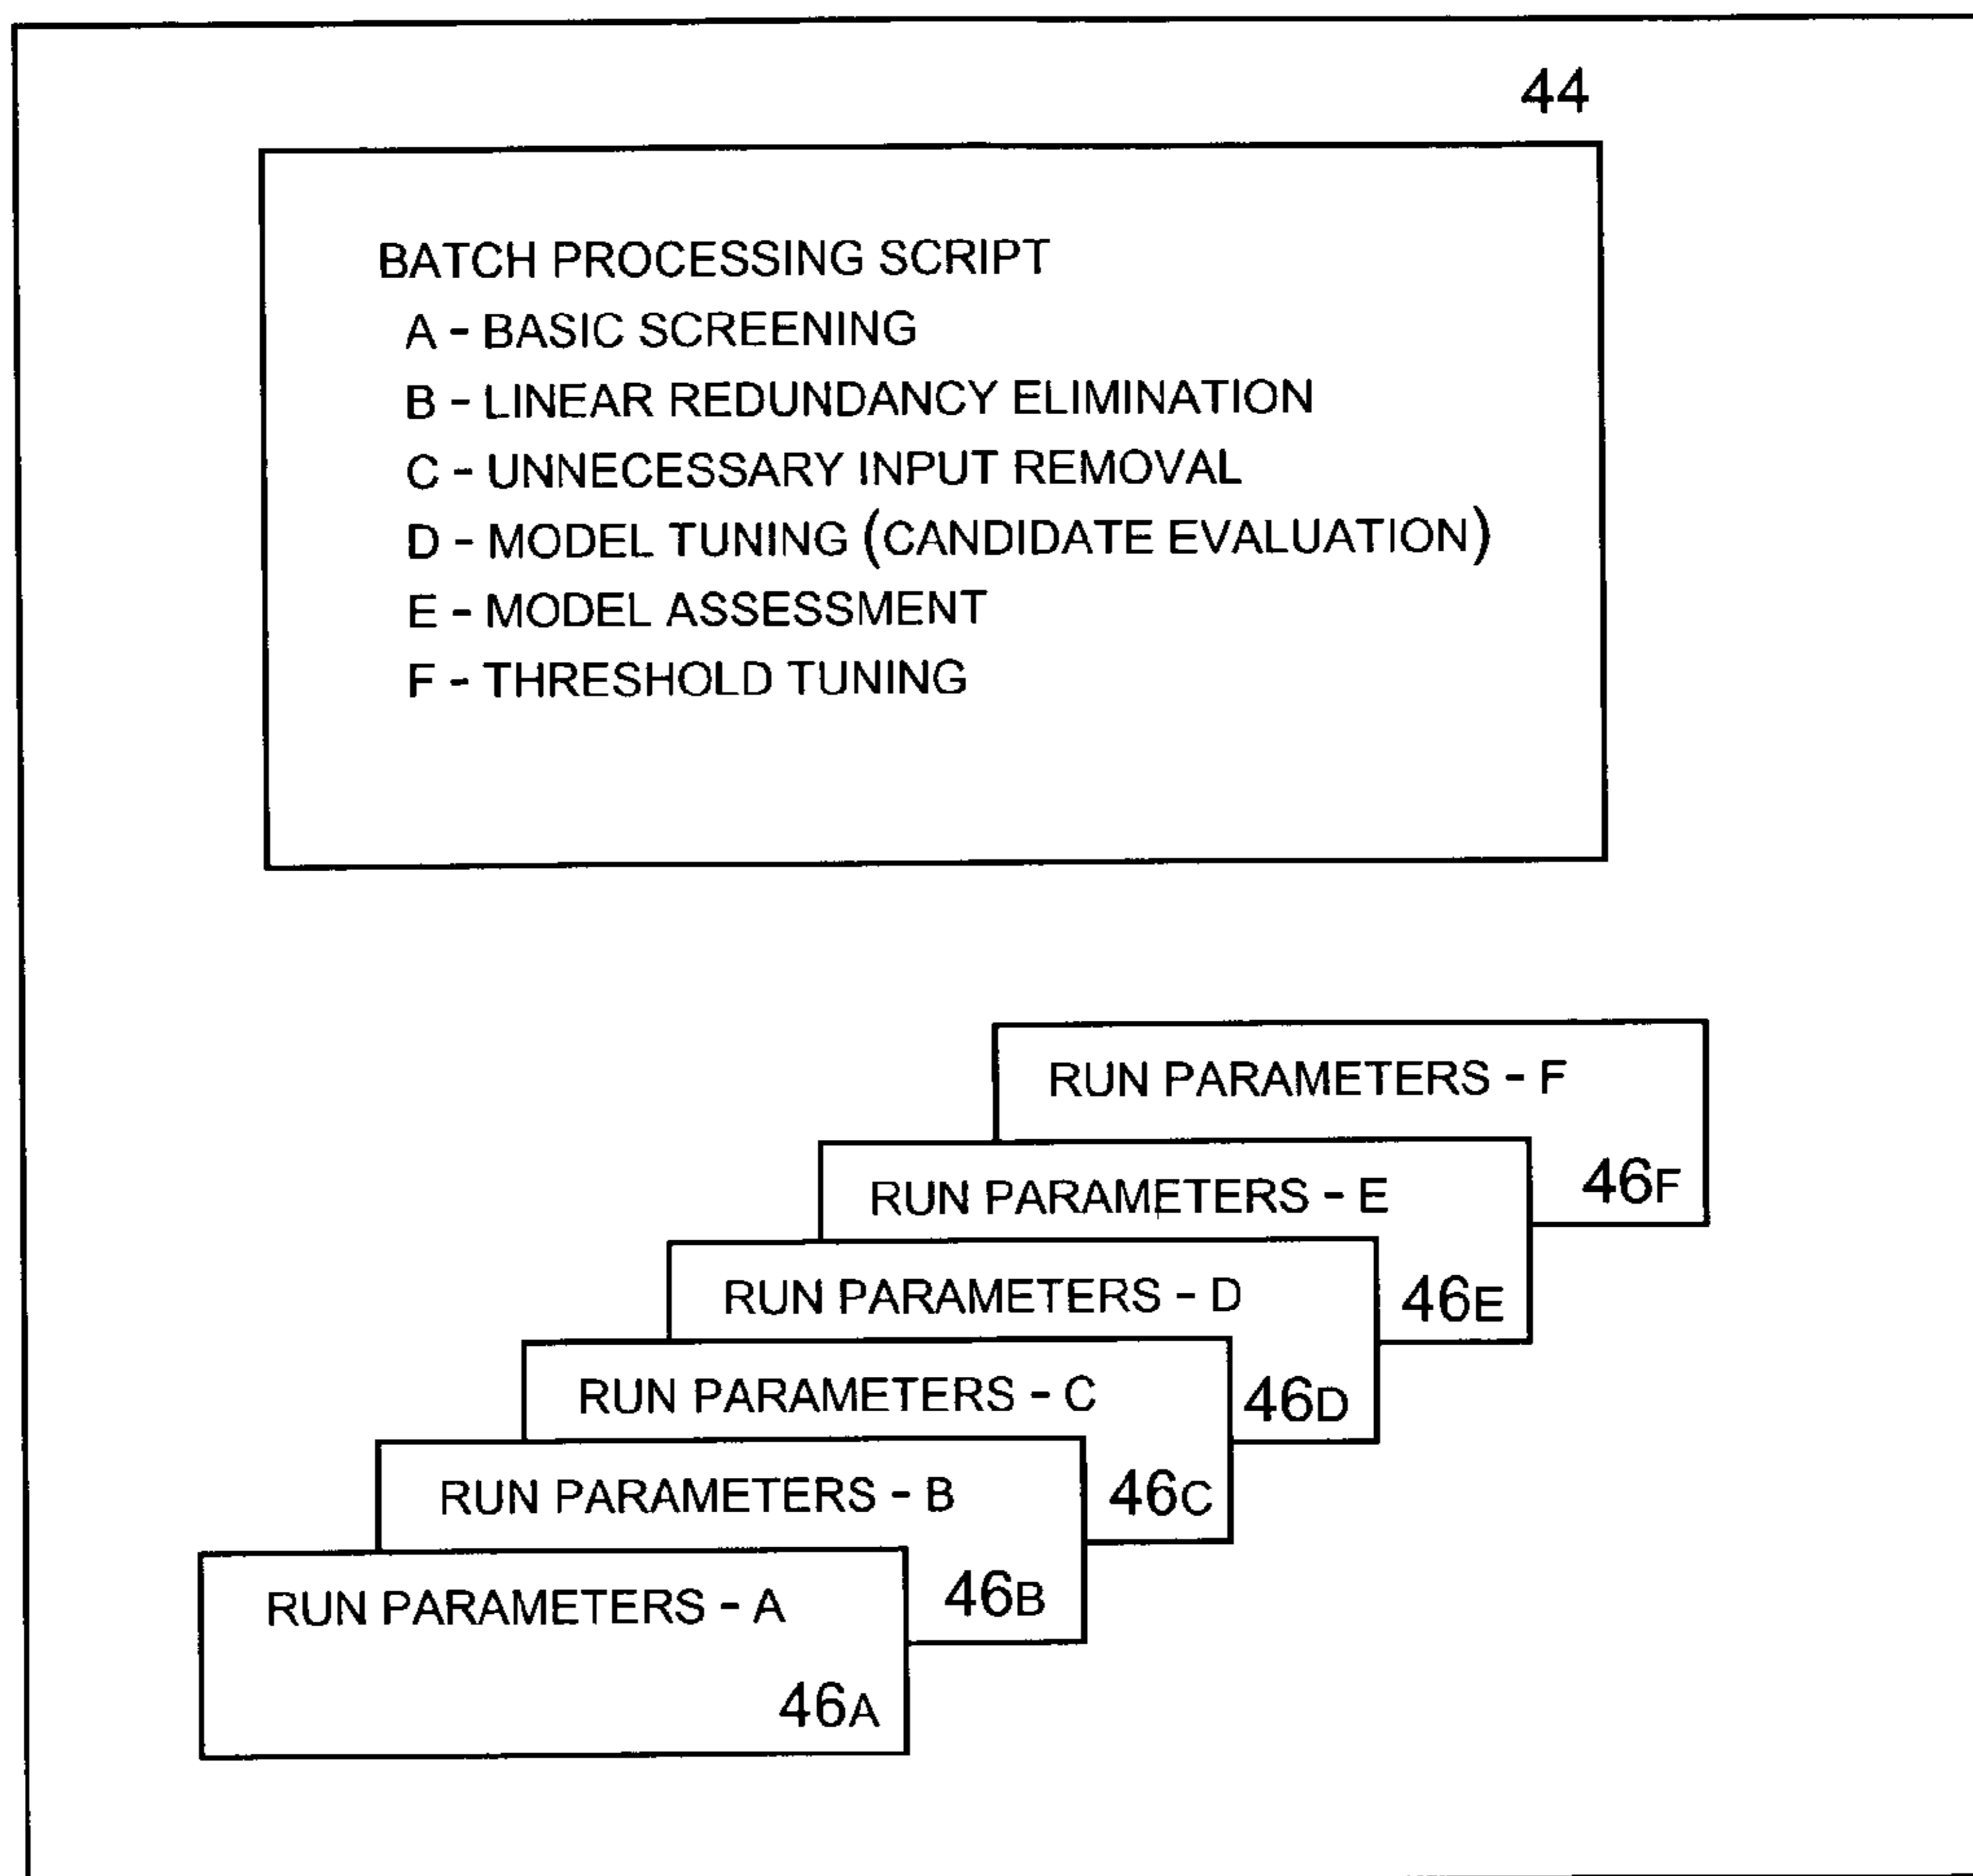 44
BATCH PROCESSING SCRIPT
A - BASIC SCREENING
B - LINEAR REDUNDANCY ELIMINATION
C - UNNECESSARY INPUT REMOVAL
D - MODEL TUNING (CANDIDATE EVALUATION)
E - MODEL ASSESSMENT
F - THRESHOLD TUNING
RUN PARAMETERS - F
46F
RUN PARAMETERS - E
46E
RUN PARAMETERS - D
46D
RUN PARAMETERS - C
46C
RUN PARAMETERS - B
46B
RUN PARAMETERS - A
46A